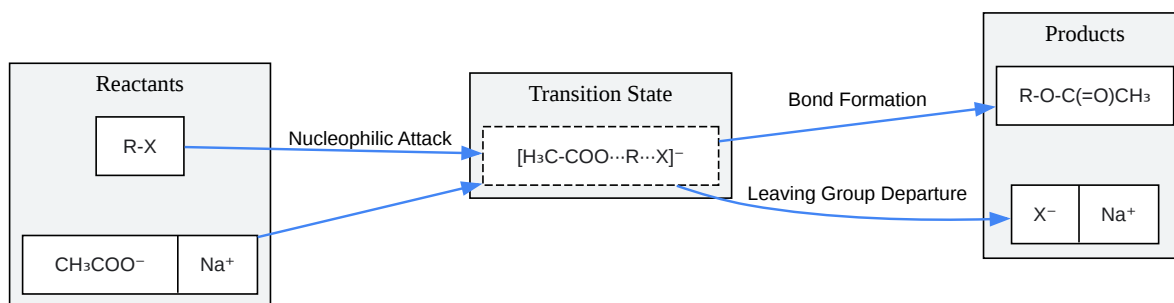 Reactants
R-X
CH₃COO⁻
Na⁺
Nucleophilic Attack
Transition State
[H₃C-COO···R···X]⁻
Bond Formation
Leaving Group Departure
Products
R-O-C(=O)CH₃
X⁻
Na⁺